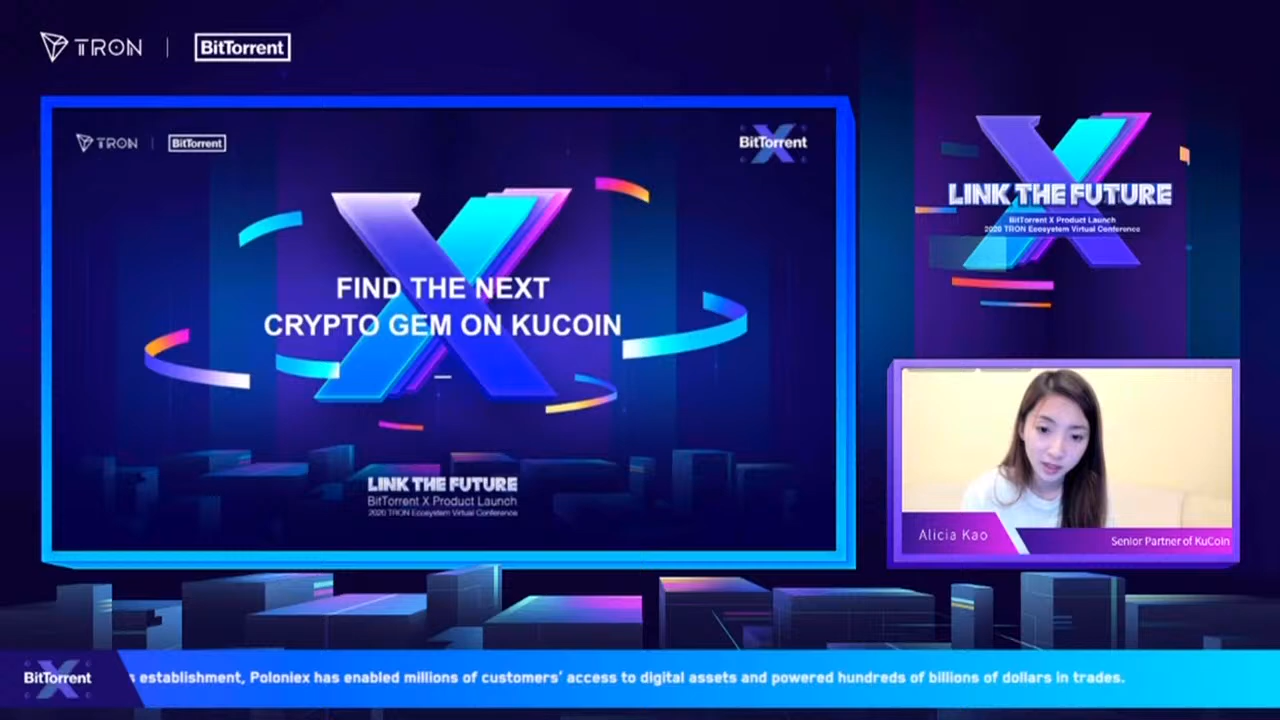 TRON
BitTorrent
TRON
BitTorrent
BitTorrent
FIND THE NEXT
CRYPTO GEM ON KUCOIN
LINK THE FUTURE
BitTorrent X Product Launch
2020 TRON Ecosystem Virtual Conference
LINK THE FUTURE
BitTorrent X Product Launch
2020 TRON Ecosystem Virtual Conference
Alicia Kao
Senior Partner of KuCoin
BitTorrent
s establishment, Poloniex has enabled millions of customers' access to digital assets and powered hundreds of billions of dollars in trades.